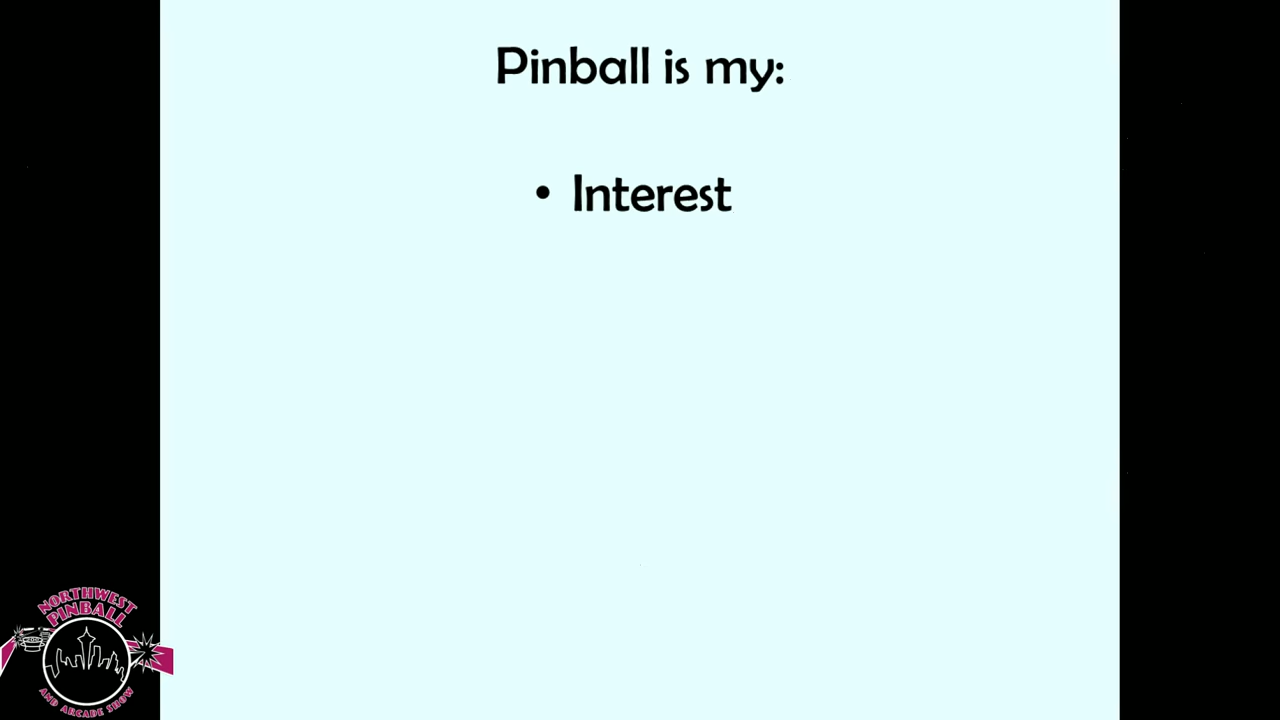 Pinball is my:
• Interest
NORTHWEST
PINBALL
AND ARCADE SHOW